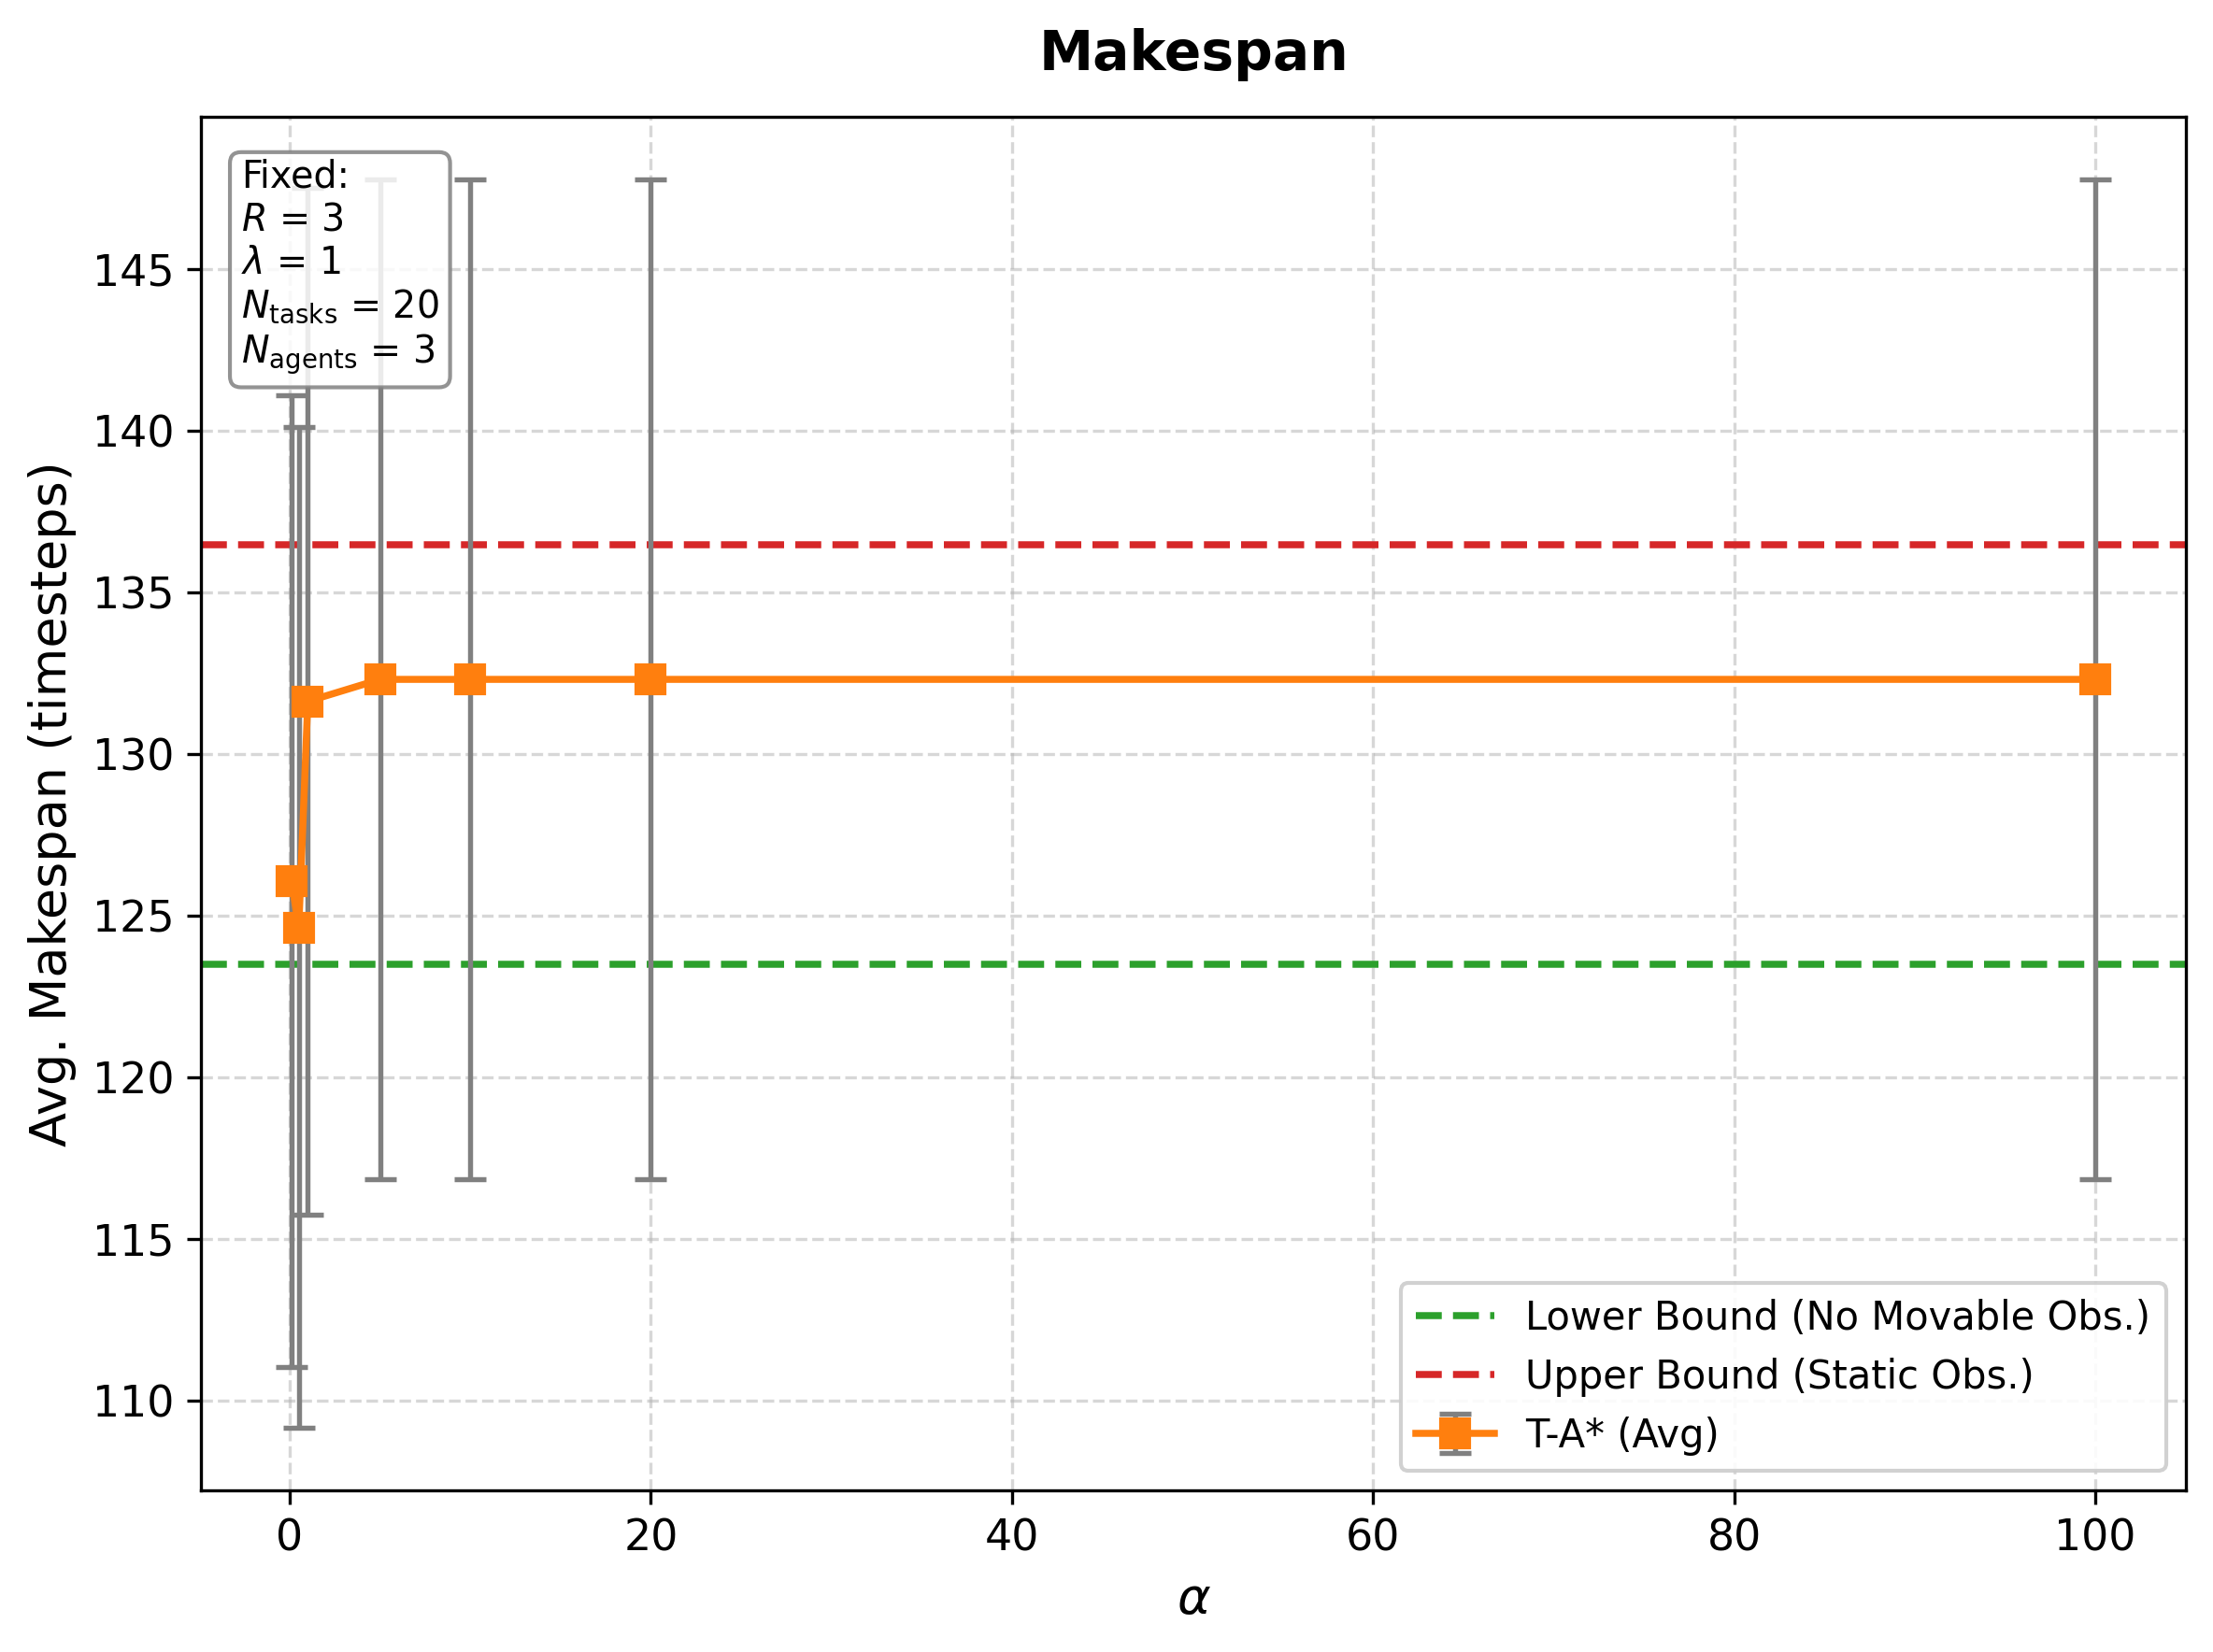 Makespan
Fixed:
R = 3
λ = 1
N_tasks = 20
N_agents = 3
145
140
135
130
125
120
115
110
Avg. Makespan (timesteps)
Lower Bound (No Movable Obs.)
Upper Bound (Static Obs.)
T-A* (Avg)
0 20 40 60 80 100
α